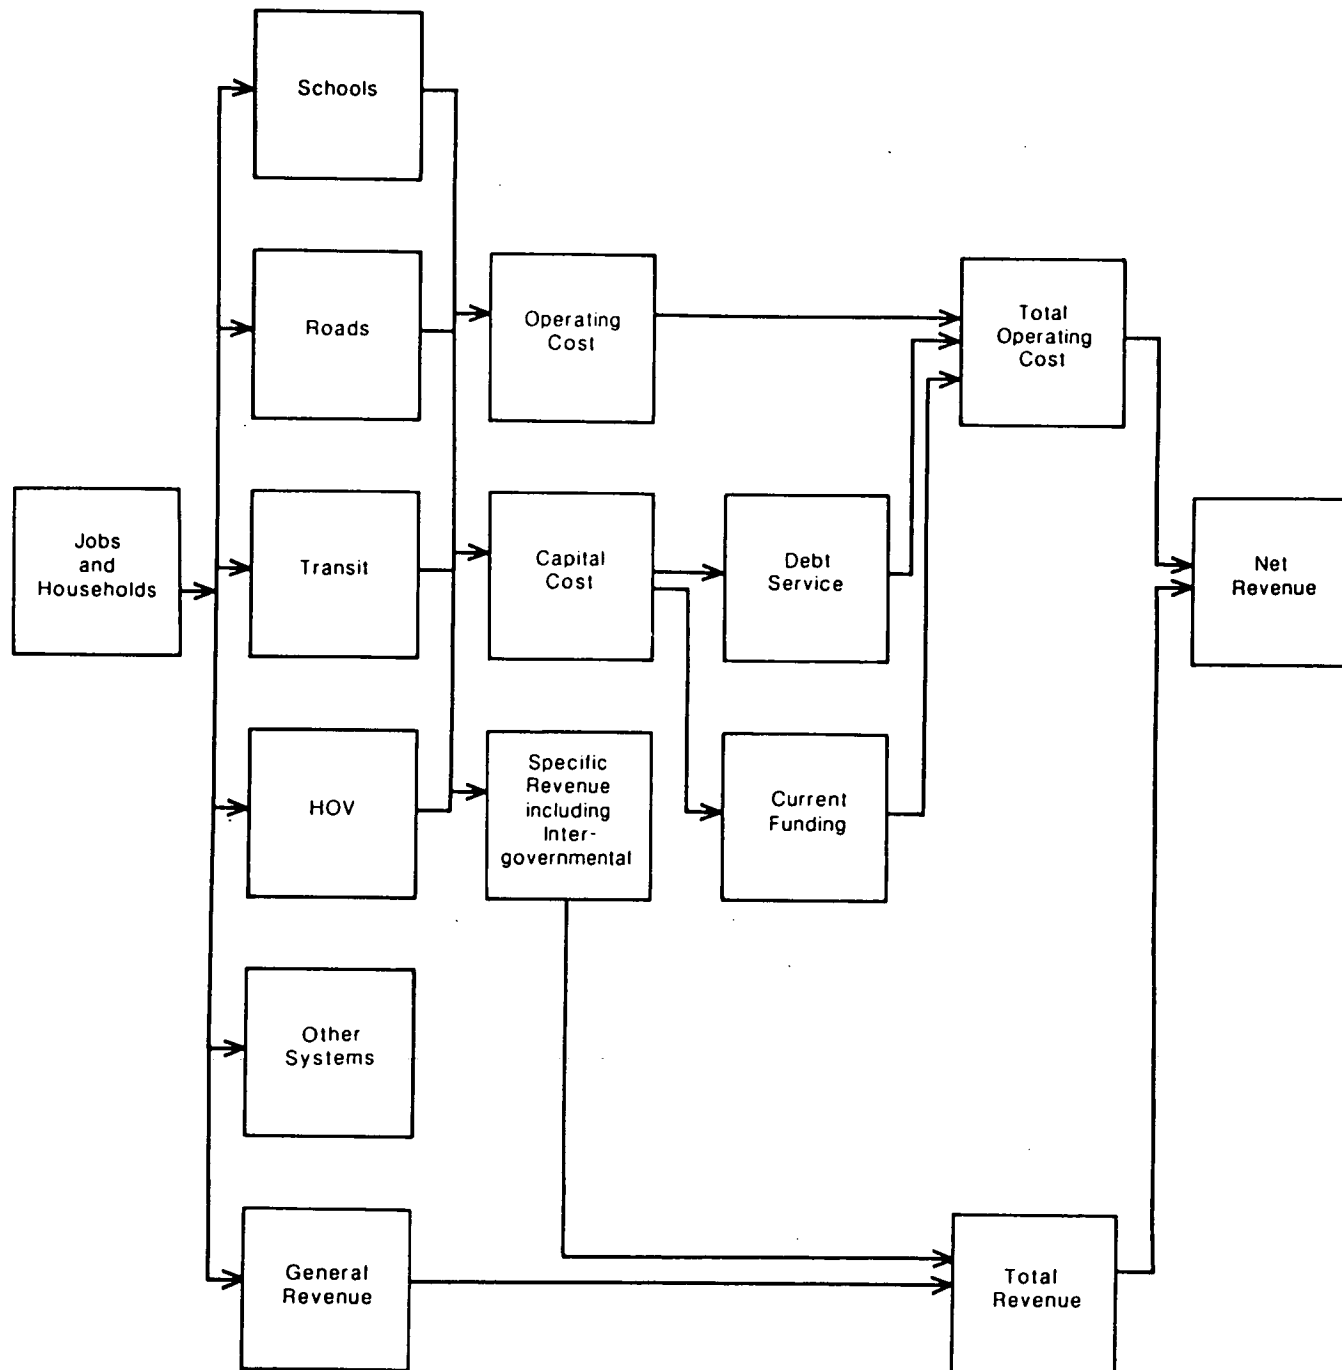 Schools
Roads
Operating
Cost
Total
Operating
Cost
Jobs
and
Households
Transit
Capital
Cost
Debt
Service
Net
Revenue
HOV
Specific
Revenue
including
Inter-
governmental
Current
Funding
Other
Systems
General
Revenue
Total
Revenue